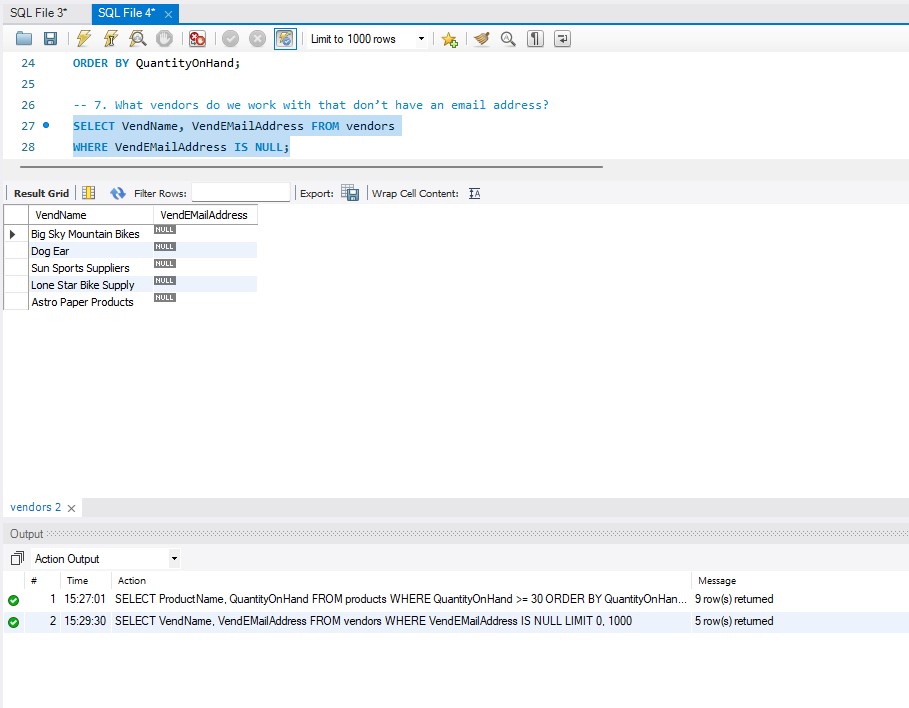 SQL File 3*
SQL File 4*
Limit to 1000 rows
24 ORDER BY QuantityOnHand;
25
26 -- 7. What vendors do we work with that don’t have an email address?
27 SELECT VendName, VendEMailAddress FROM vendors
28 WHERE VendEMailAddress IS NULL;
Result Grid Filter Rows: Export: Wrap Cell Content:
VendName VendEMailAddress
Big Sky Mountain Bikes NULL
Dog Ear NULL
Sun Sports Suppliers NULL
Lone Star Bike Supply NULL
Astro Paper Products NULL
vendors 2
Output
Action Output
# Time Action Message
1 15:27:01 SELECT ProductName, QuantityOnHand FROM products WHERE QuantityOnHand >= 30 ORDER BY QuantityOnHan... 9 row(s) returned
2 15:29:30 SELECT VendName, VendEMailAddress FROM vendors WHERE VendEMailAddress IS NULL LIMIT 0, 1000 5 row(s) returned